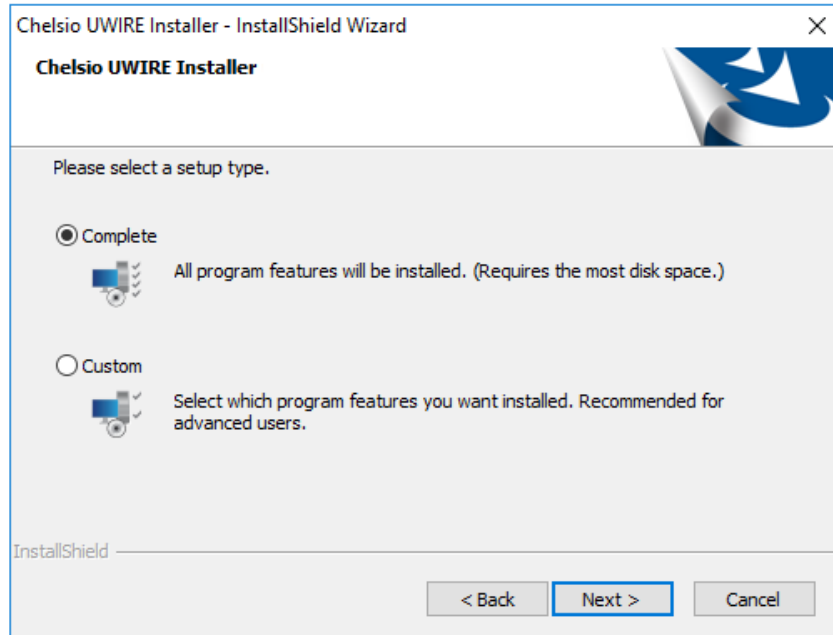 Chelsio UWIRE Installer - InstallShield Wizard
Chelsio UWIRE Installer
Please select a setup type.
Complete
All program features will be installed. (Requires the most disk space.)
Custom
Select which program features you want installed. Recommended for
advanced users.
InstallShield
< Back
Next >
Cancel